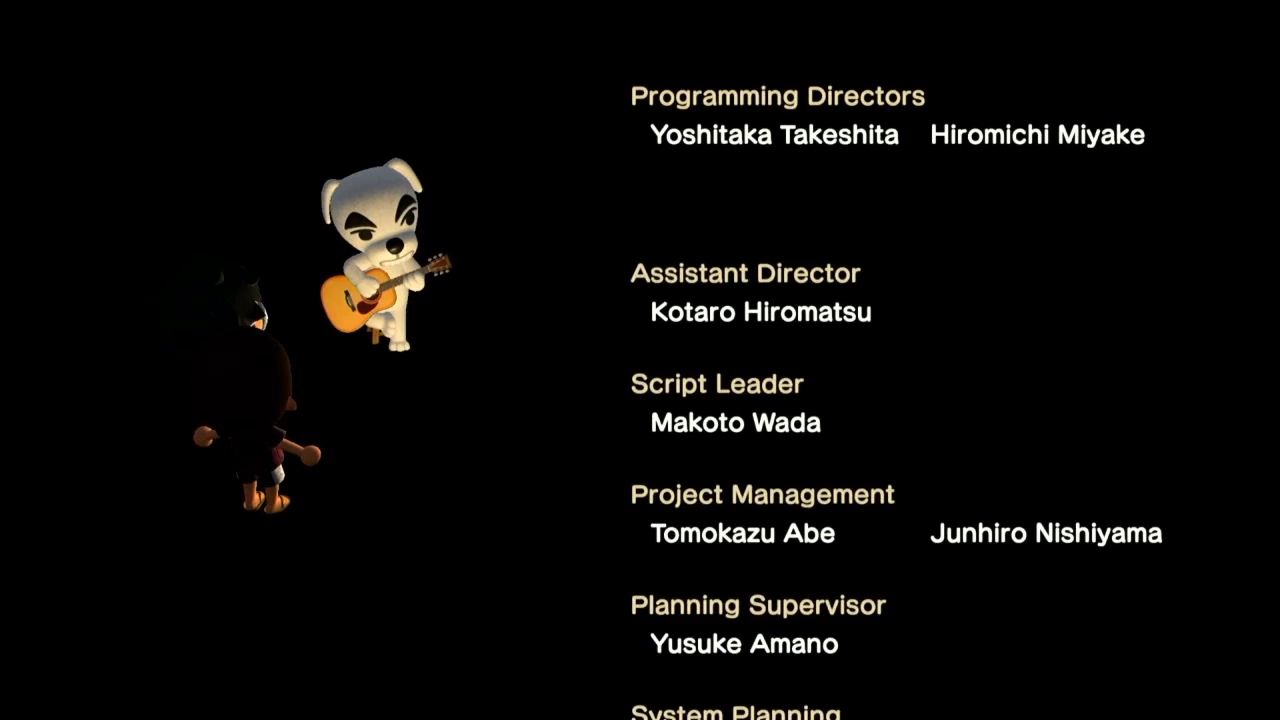 Programming Directors
Yoshitaka Takeshita Hiromichi Miyake
Assistant Director
Kotaro Hiromatsu
Script Leader
Makoto Wada
Project Management
Tomokazu Abe Junhiro Nishiyama
Planning Supervisor
Yusuke Amano
System Planning